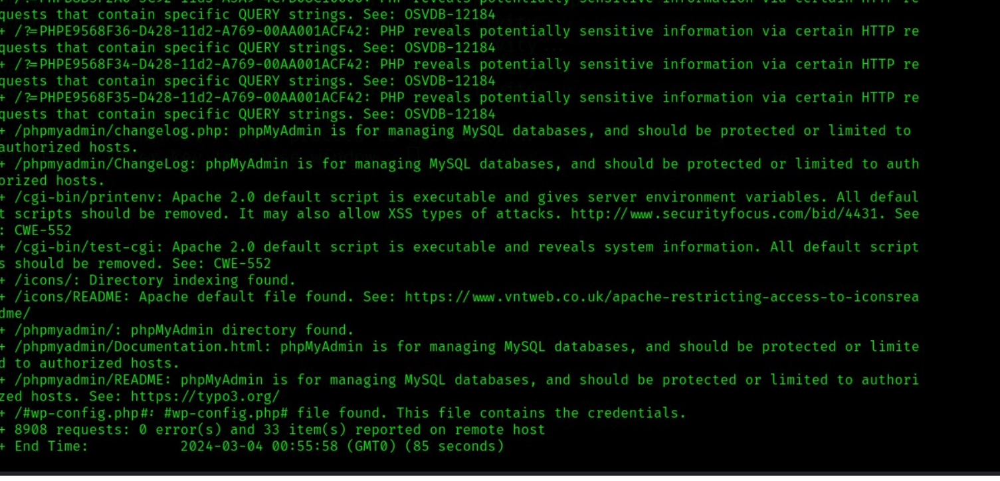 quests that contain specific QUERY strings. See: OSVDB-12184
+ /?=PHPE9568F36-D428-11d2-A769-00AA001ACF42: PHP reveals potentially sensitive information via certain HTTP re
quests that contain specific QUERY strings. See: OSVDB-12184
+ /?=PHPE9568F34-D428-11d2-A769-00AA001ACF42: PHP reveals potentially sensitive information via certain HTTP re
quests that contain specific QUERY strings. See: OSVDB-12184
+ /?=PHPE9568F35-D428-11d2-A769-00AA001ACF42: PHP reveals potentially sensitive information via certain HTTP re
quests that contain specific QUERY strings. See: OSVDB-12184
+ /phpmyadmin/changelog.php: phpMyAdmin is for managing MySQL databases, and should be protected or limited to
authorized hosts.
+ /phpmyadmin/ChangeLog: phpMyAdmin is for managing MySQL databases, and should be protected or limited to auth
orized hosts.
+ /cgi-bin/printenv: Apache 2.0 default script is executable and gives server environment variables. All defaul
t scripts should be removed. It may also allow XSS types of attacks. http://www.securityfocus.com/bid/4431. See
: CWE-552
+ /cgi-bin/test-cgi: Apache 2.0 default script is executable and reveals system information. All default script
s should be removed. See: CWE-552
+ /icons/: Directory indexing found.
+ /icons/README: Apache default file found. See: https://www.vntweb.co.uk/apache-restricting-access-to-iconsrea
dme/
+ /phpmyadmin/: phpMyAdmin directory found.
+ /phpmyadmin/Documentation.html: phpMyAdmin is for managing MySQL databases, and should be protected or limite
d to authorized hosts.
+ /phpmyadmin/README: phpMyAdmin is for managing MySQL databases, and should be protected or limited to authori
zed hosts. See: https://typo3.org/
+ /#wp-config.php#: #wp-config.php# file found. This file contains the credentials.
+ 8908 requests: 0 error(s) and 33 item(s) reported on remote host
+ End Time: 2024-03-04 00:55:58 (GMT0) (85 seconds)